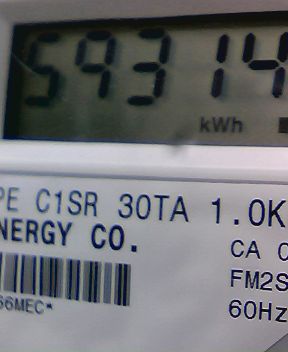 59314
kWh
PE C1SR 30TA 1.0K
NERGY CO.
CA
FM2S
60Hz
66MEC*